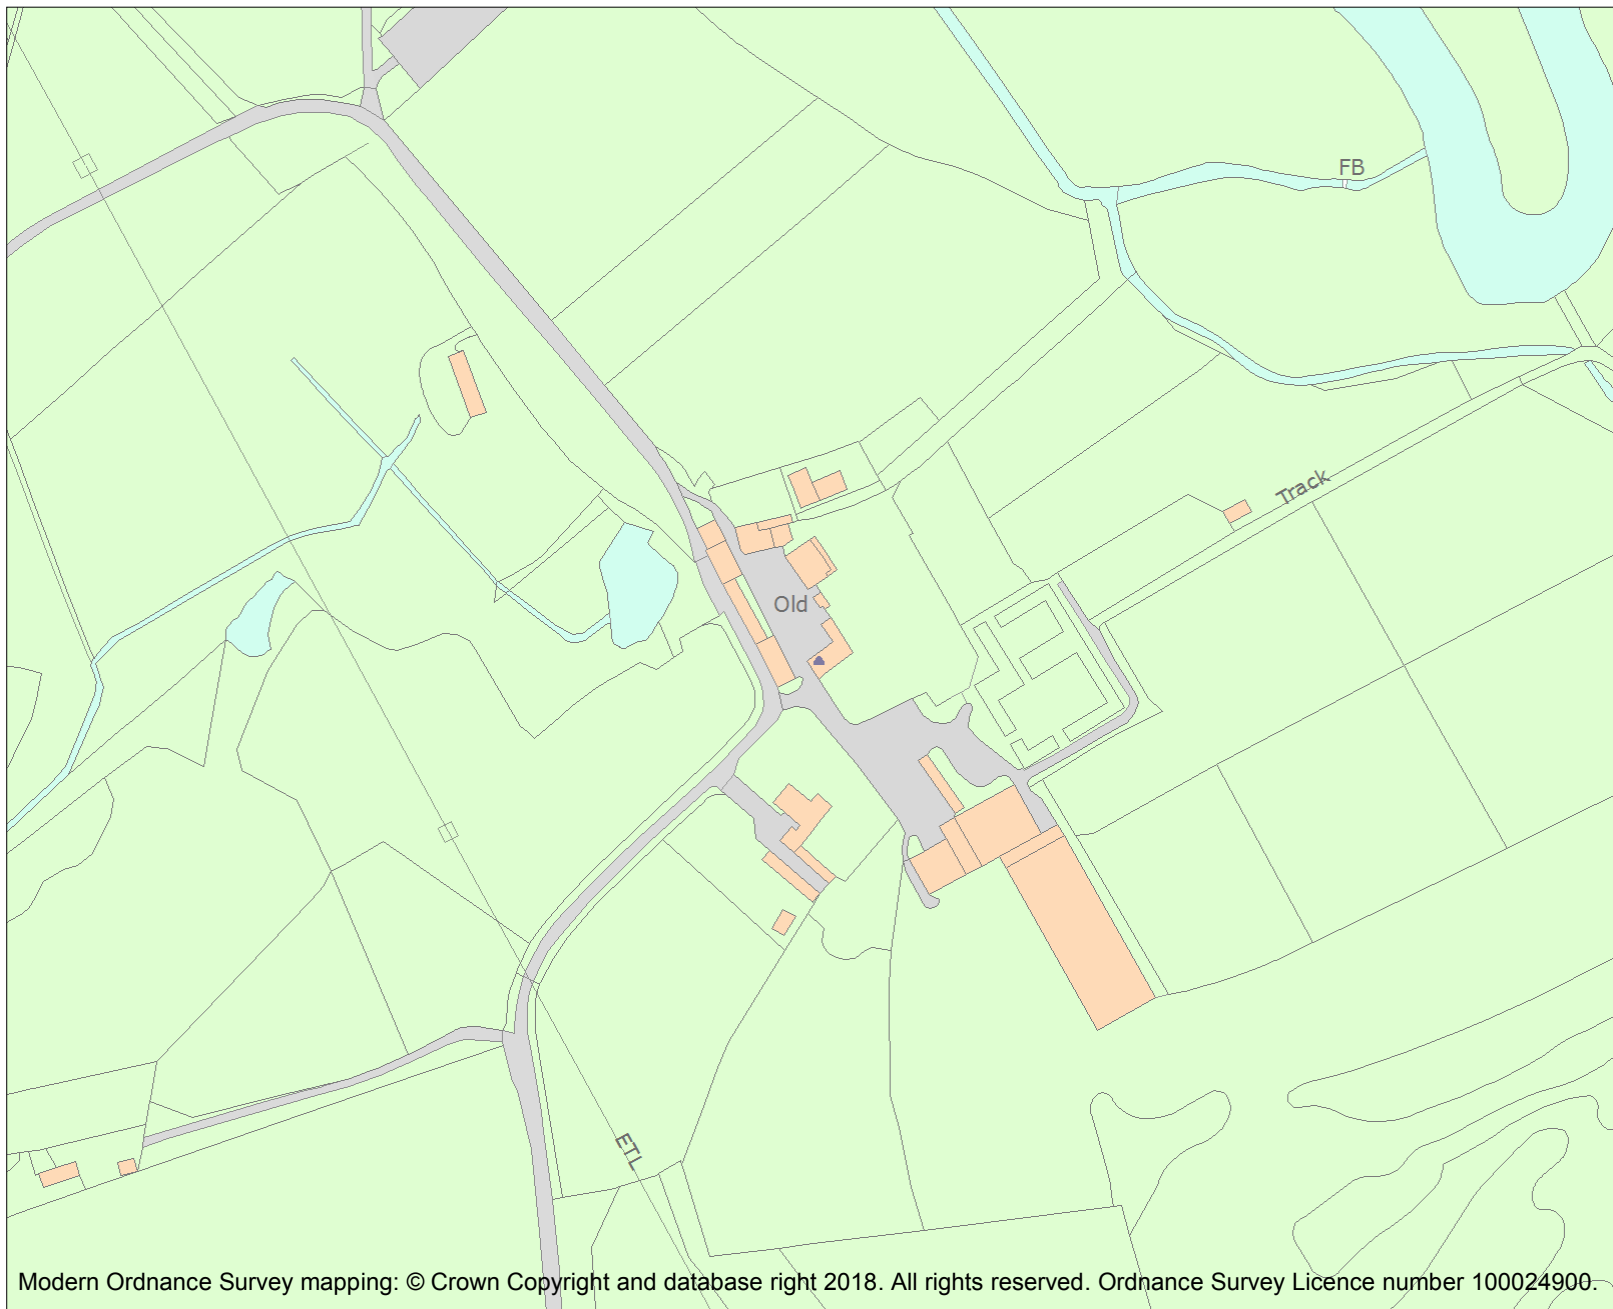 FB
Track
Old
ETL
Modern Ordnance Survey mapping: © Crown Copyright and database right 2018. All rights reserved. Ordnance Survey Licence number 100024900.